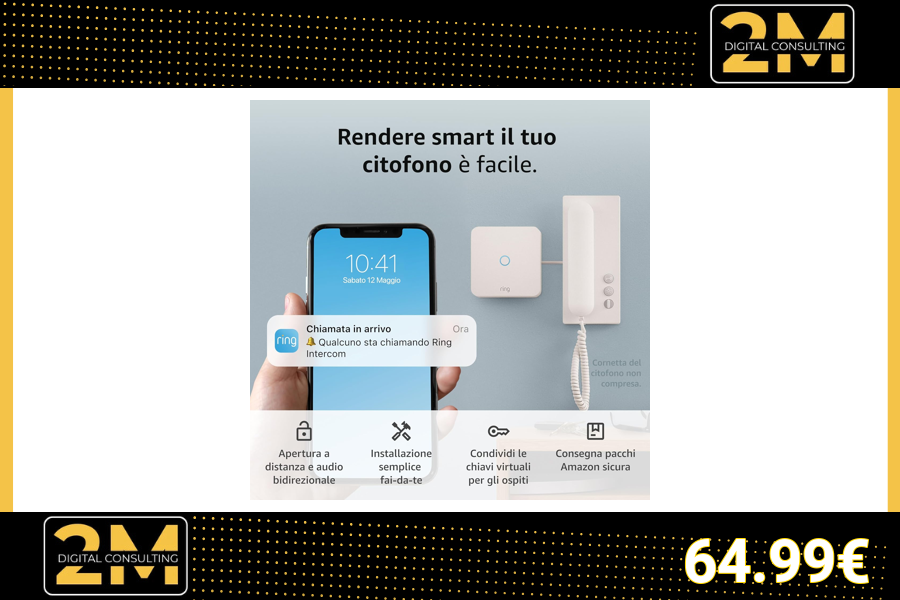 2M
DIGITAL CONSULTING
Rendere smart il tuo
citofono è facile.
10:41
Sabato 12 Maggio
ring
Chiamata in arrivo
Ora
🔔 Qualcuno sta chiamando Ring
Intercom
ring
Cornetta del
citofono non
compresa.
Apertura a
distanza e audio
bidirezionale
Installazione
semplice
fai-da-te
Condividi le
chiavi virtuali
per gli ospiti
Consegna pacchi
Amazon sicura
2M
DIGITAL CONSULTING
64.99€